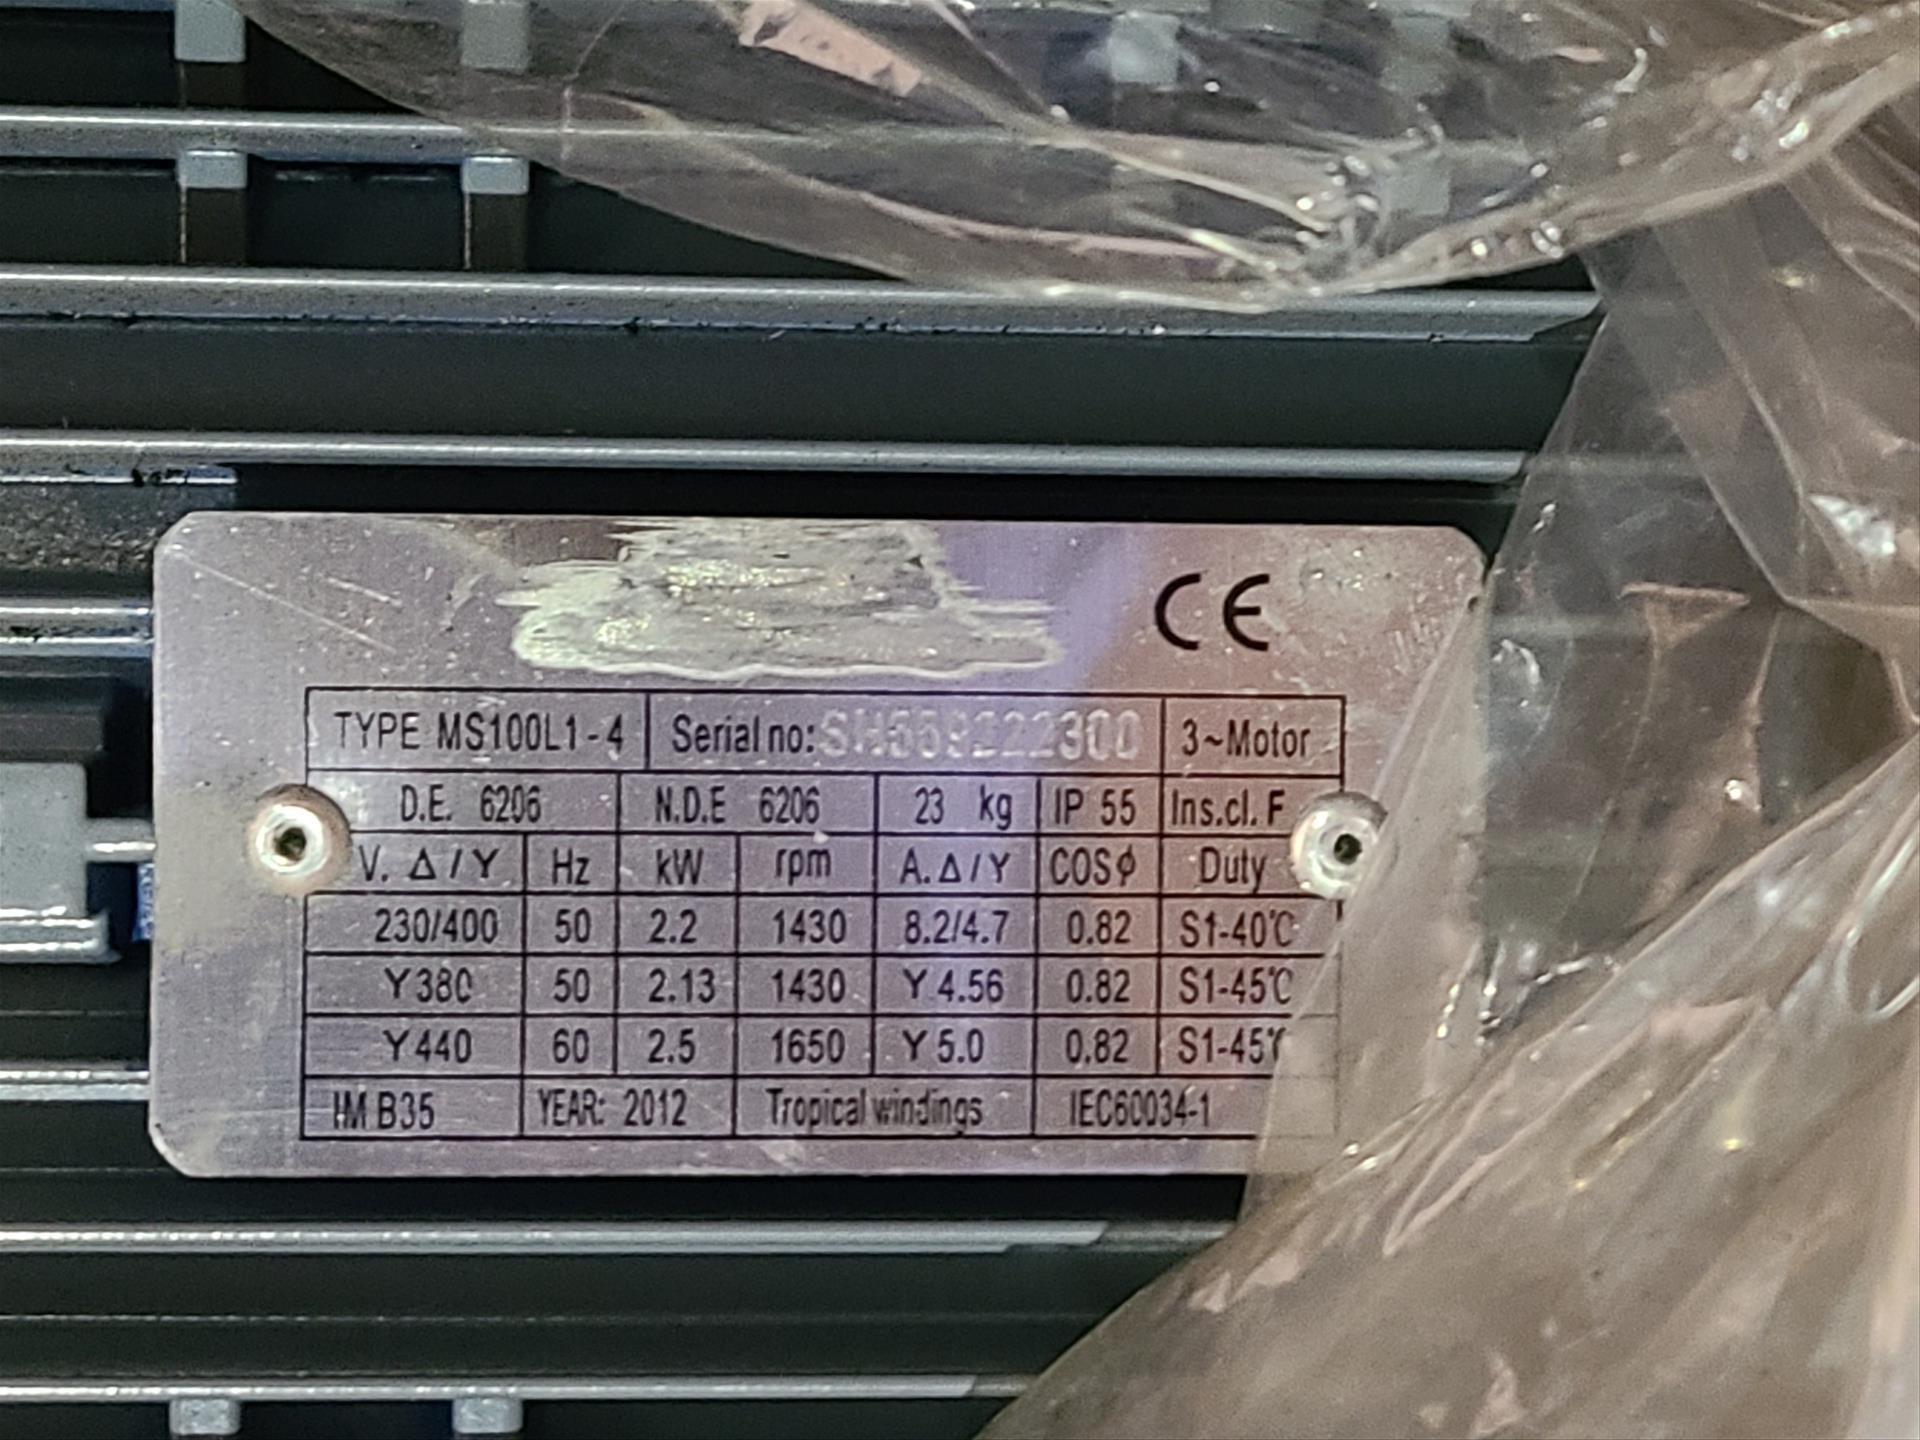 CE
TYPE MS100L1-4 Serial no: 3~Motor
D.E. 6206 N.D.E 6206 23 kg IP 55 Ins.cl. F
V. Δ/Y Hz kW rpm A. Δ/Y COSϕ Duty
230/400 50 2.2 1430 8.2/4.7 0.82 S1-40℃
Y380 50 2.13 1430 Y 4.56 0.82 S1-45℃
Y440 60 2.5 1650 Y 5.0 0.82 S1-45℃
IM B35 YEAR: 2012 Tropical windings IEC60034-1